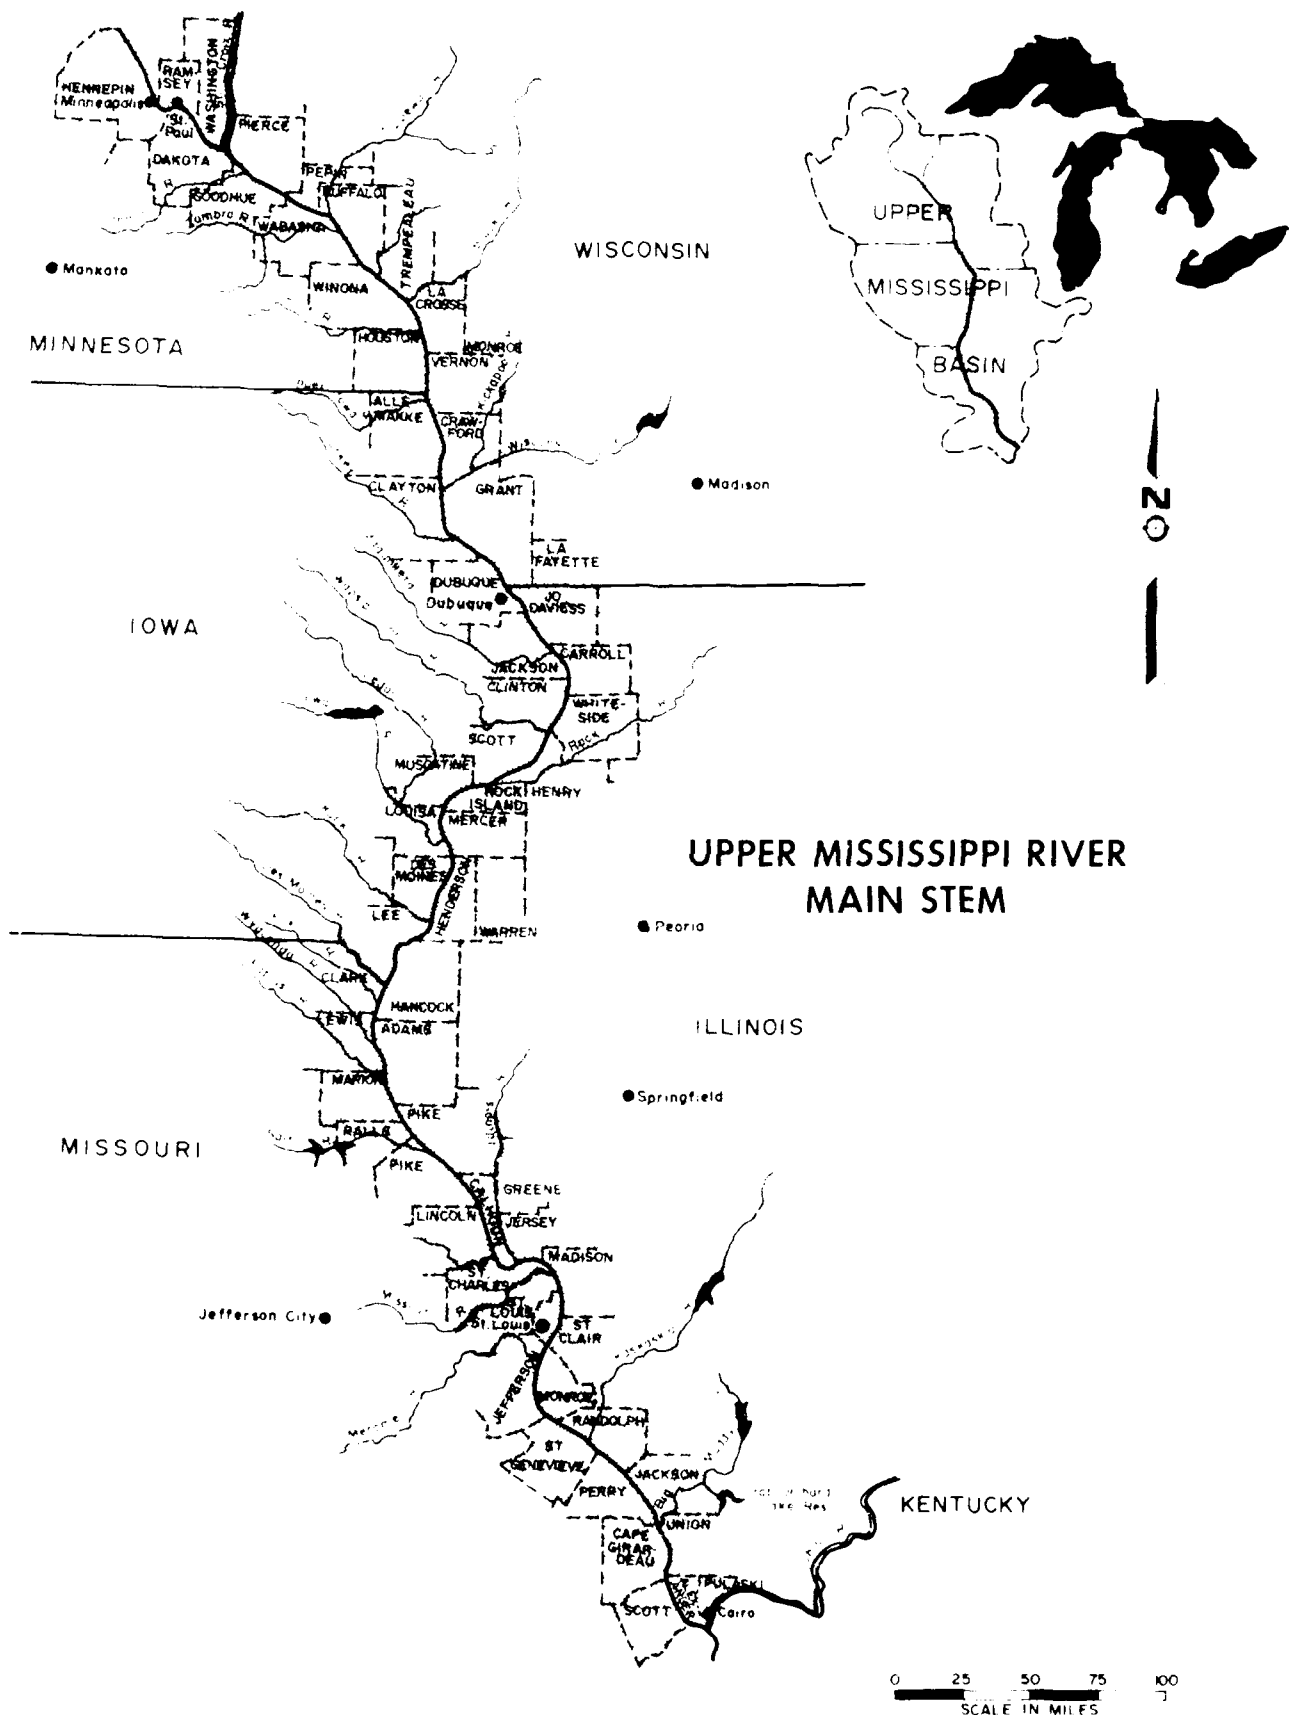 WASHINGTON
RAM-
SEY
HENNEPIN
Minneapolis
St.
Paul
PIERCE
DAKOTA
PEPIN
BUFFALO
GOODHUE
TREMPEALEAU
WABASHA
UPPER
WISCONSIN
Mankato
WINONA
LA
CROSSE
MISSISSIPPI
MINNESOTA
HOUSTON
MONROE
VERNON
BASIN
Kickapoo
ALLA
MAKKE
CRAW-
FORD
CLAYTON
GRANT
Madison
N
LA
FAYETTE
DUBUQUE
Dubuque
JO
DAVIESS
IOWA
CARROLL
JACKSON
CLINTON
WHITE-
SIDE
SCOTT
Rock
MUSCATINE
ROCK
ISLAND
HENRY
LOUISA
MERCER
UPPER MISSISSIPPI RIVER
MAIN STEM
DES
MOINES
HENDERSON
LEE
WARREN
Peoria
CLARK
HANCOCK
LEWIS
ADAMS
ILLINOIS
MARION
Springfield
PIKE
RALLS
MISSOURI
PIKE
GREENE
CALHOUN
LINCOLN
JERSEY
MADISON
ST.
CHARLES
Jefferson City
ST
LOUIS
St. Louis
ST
CLAIR
JEFFERSON
MONROE
RANDOLPH
ST
GENEVIEVE
JACKSON
PERRY
Big
KENTUCKY
UNION
CAPE
GIRAR-
DEAU
PULASKI
SCOTT
Cairo
0 25 50 75 100
SCALE IN MILES